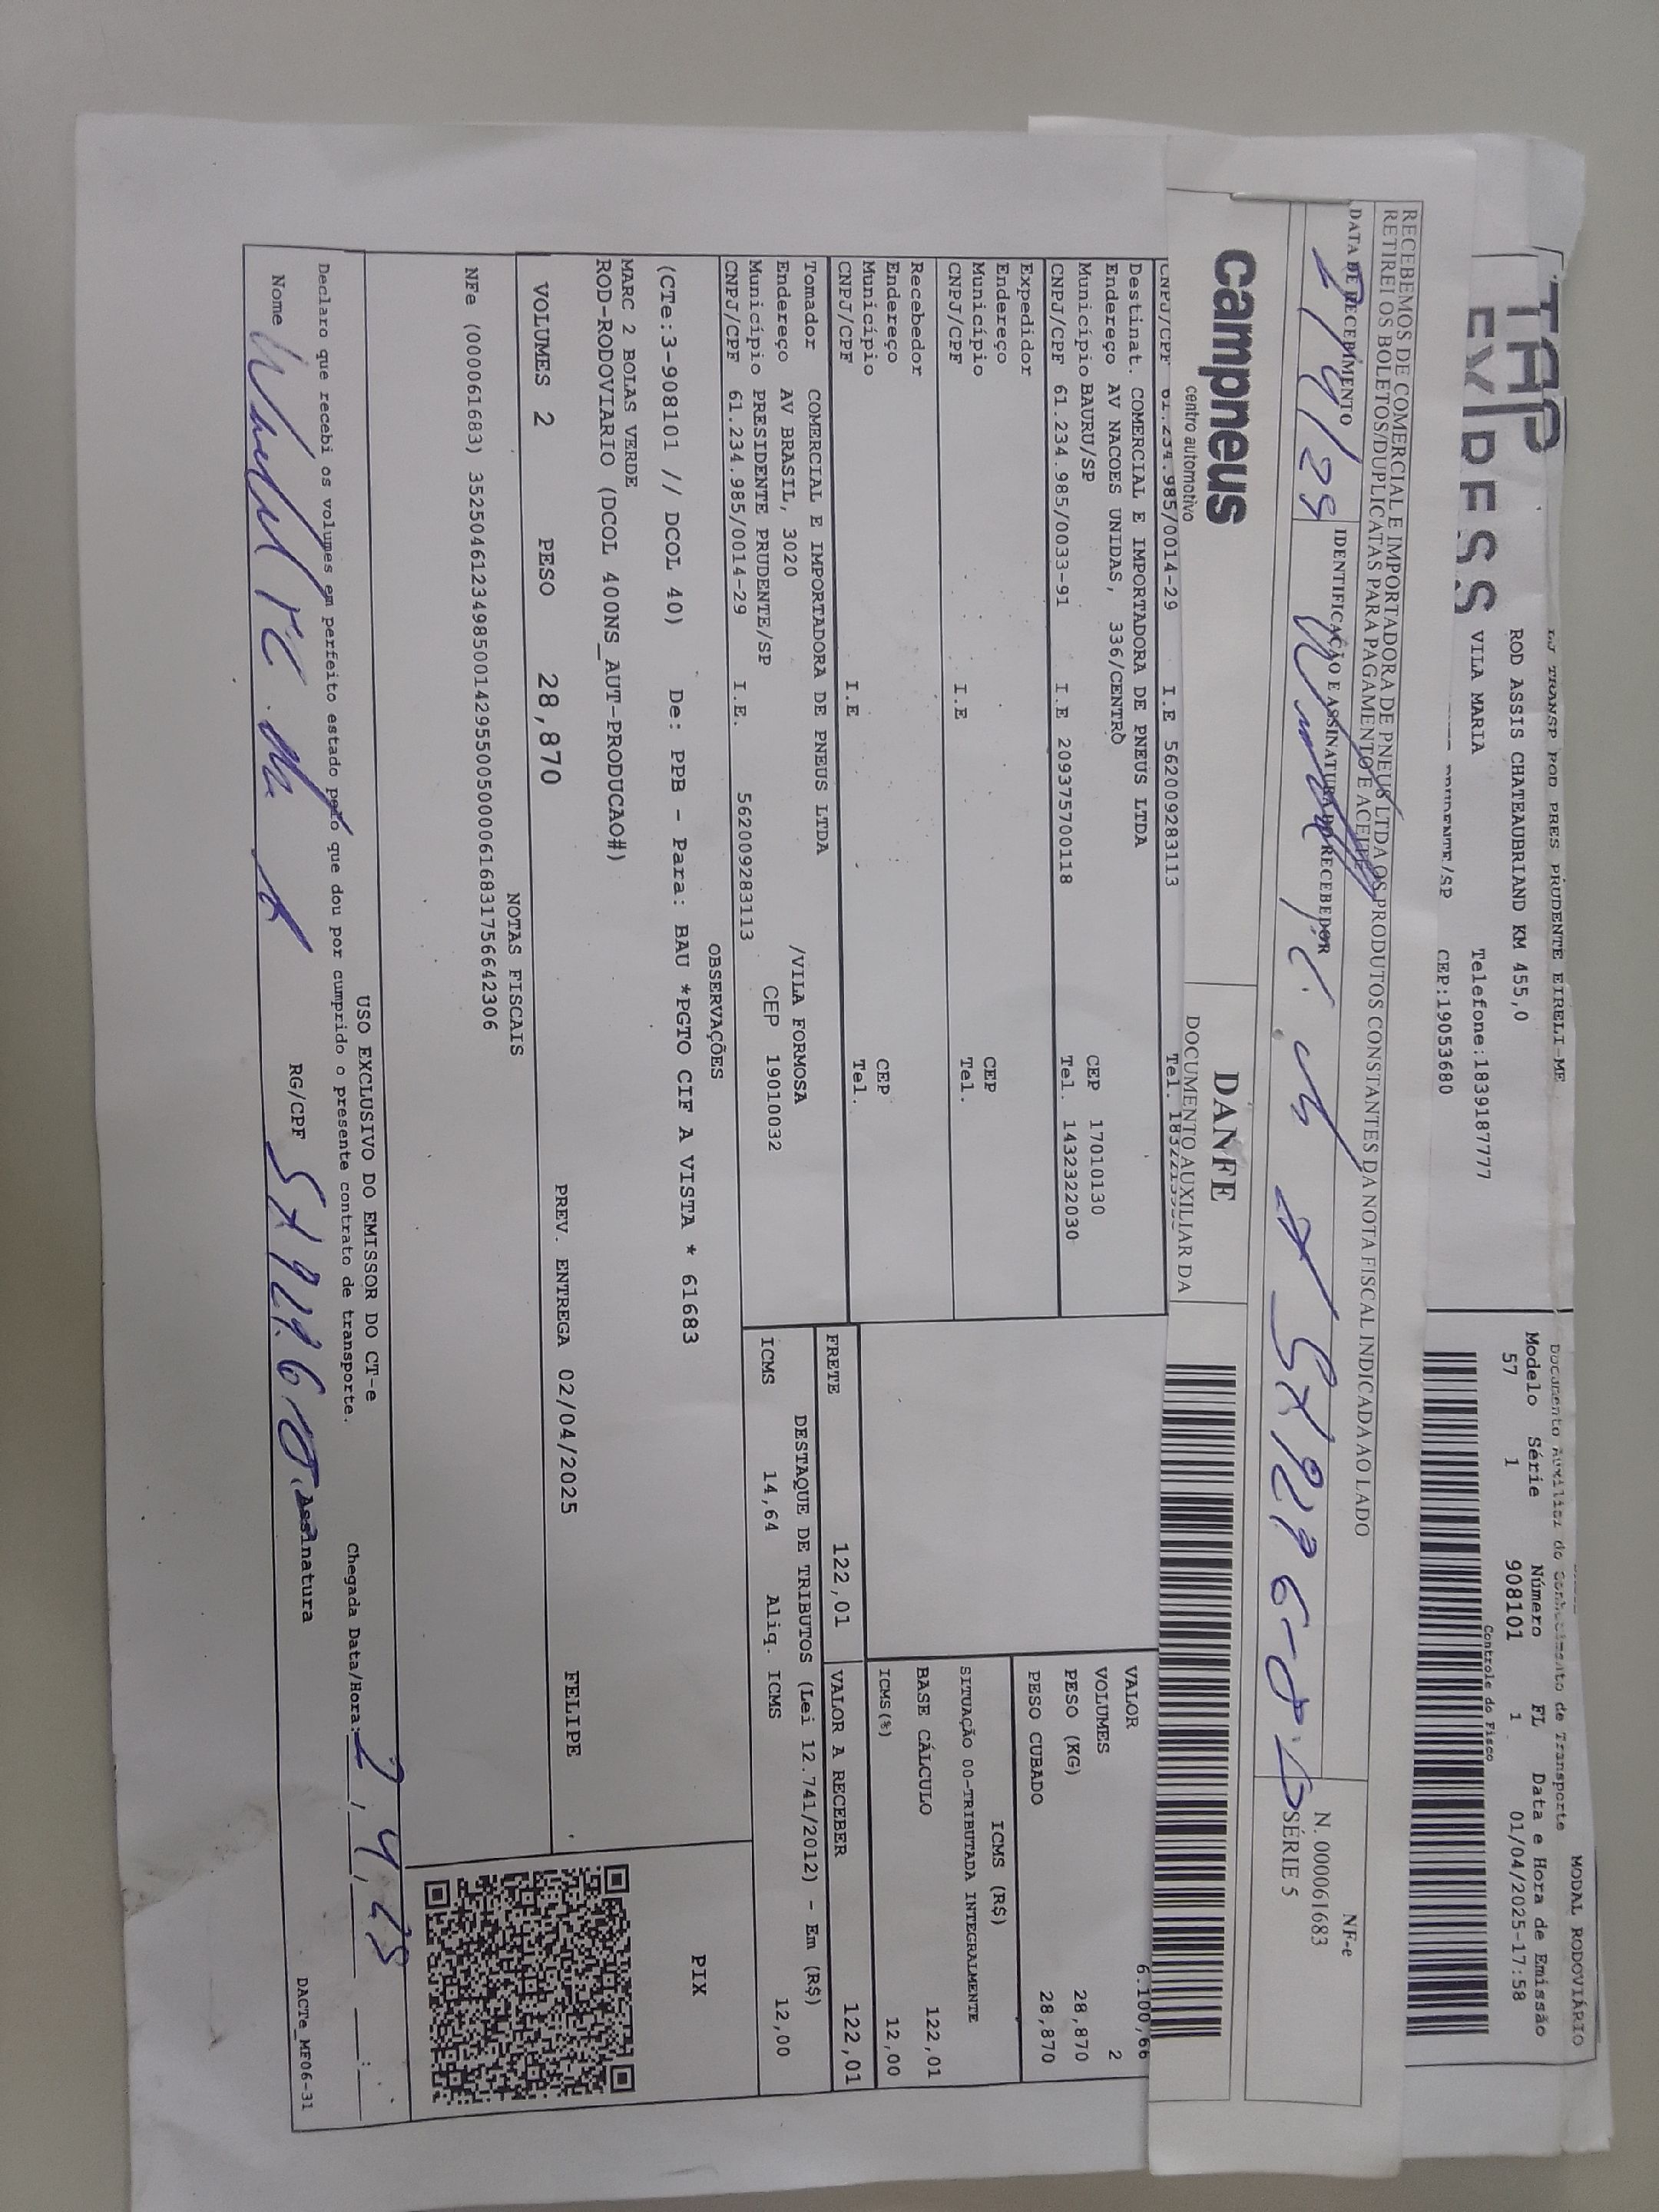 TAP
EXPRESS
LJ TRANSP ROD PRES PRUDENTE EIRELI-ME
ROD ASSIS CHATEAUBRIAND KM 455,0
VILA MARIA Telefone:1839187777
CEP:19053680
MODAL RODOVIÁRIO
Documento Auxiliar do Conhecimento de Transporte
Modelo Série Número FL Data e Hora de Emissão
57 1 908101 1 01/04/2025-17:58
Controle do Fisco
RECEBEMOS DE COMERCIAL E IMPORTADORA DE PNEUS LTDA OS PRODUTOS CONSTANTES DA NOTA FISCAL INDICADA AO LADO
RETIREI OS BOLETOS/DUPLICATAS PARA PAGAMENTO E ACEITE
DATA DE RECEBIMENTO IDENTIFICAÇÃO E ASSINATURA DO RECEBEDOR
2/4/25
NF-e
N. 000061683
SÉRIE 5
campneus
centro automotivo
DANFE
DOCUMENTO AUXILIAR DA
CNPJ/CPF 61.234.985/0014-29 I.E 562009283113
VALOR 6.100,66
VOLUMES 2
PESO (KG) 28,870
PESO CUBADO 28,870
Destinat. COMERCIAL E IMPORTADORA DE PNEUS LTDA
Endereço AV NACOES UNIDAS, 336/CENTRO
Município BAURU/SP CEP 17010130
CNPJ/CPF 61.234.985/0033-91 I.E 209375700118 Tel. 1432322030
Expedidor
Endereço
Município CEP
CNPJ/CPF I.E Tel.
Recebedor
Endereço
Município CEP
CNPJ/CPF I.E Tel.
ICMS (R$)
SITUAÇÃO 00-TRIBUTADA INTEGRALMENTE
BASE CÁLCULO 122,01
ICMS(%) 12,00
Tomador COMERCIAL E IMPORTADORA DE PNEUS LTDA
Endereço AV BRASIL, 3020 /VILA FORMOSA
Município PRESIDENTE PRUDENTE/SP CEP 19010032
CNPJ/CPF 61.234.985/0014-29 I.E. 562009283113
FRETE 122,01 VALOR A RECEBER 122,01
DESTAQUE DE TRIBUTOS (Lei 12.741/2012) - Em (R$)
ICMS 14,64 Aliq. ICMS 12,00
OBSERVAÇÕES
(CTe:3-908101 // DCOL 40) De: PPB - Para: BAU *PGTO CIF A VISTA * 61683
MARC 2 BOLAS VERDE
ROD-RODOVIARIO (DCOL 400NS_AUT-PRODUCAO#)
PIX
VOLUMES 2 PESO 28,870 PREV. ENTREGA 02/04/2025 FELIPE
NOTAS FISCAIS
NFe (000061683) 35250461234985001429550050000616831756642306
USO EXCLUSIVO DO EMISSOR DO CT-e
Declaro que recebi os volumes em perfeito estado pelo que dou por cumprido o presente contrato de transporte.
Chegada Data/Hora: 2/4/25
Nome RG/CPF Assinatura
DACTe_MF06-31